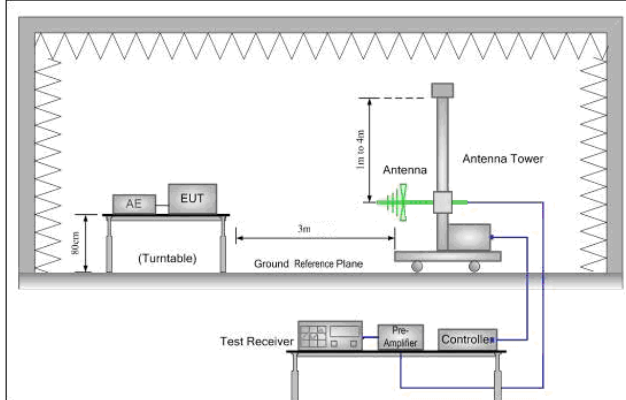 1m to 4m
Antenna
Antenna Tower
AE
EUT
80cm
(Turntable)
3m
Ground Reference Plane
Test Receiver
Pre-
Amplifier
Controller